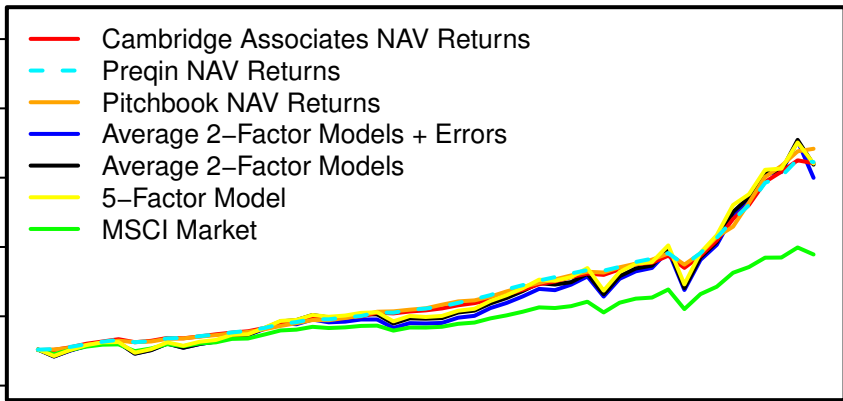 Cambridge Associates NAV Returns
Preqin NAV Returns
Pitchbook NAV Returns
Average 2−Factor Models + Errors
Average 2−Factor Models
5−Factor Model
MSCI Market